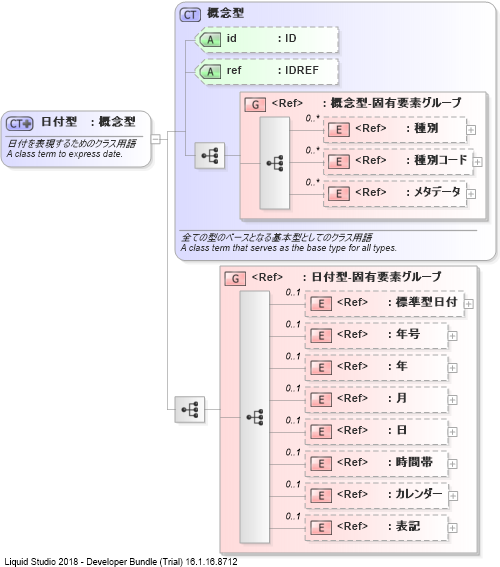 CT 概念型
A id : ID
A ref : IDREF
CT 日付型 : 概念型
日付を表現するためのクラス用語
A class term to express date.
G <Ref> : 概念型-固有要素グループ
0..*
E <Ref> : 種別
0..*
E <Ref> : 種別コード
0..*
E <Ref> : メタデータ
全ての型のベースとなる基本型としてのクラス用語
A class term that serves as the base type for all types.
G <Ref> : 日付型-固有要素グループ
0..1
E <Ref> : 標準型日付
0..1
E <Ref> : 年号
0..1
E <Ref> : 年
0..1
E <Ref> : 月
0..1
E <Ref> : 日
0..1
E <Ref> : 時間帯
0..1
E <Ref> : カレンダー
0..1
E <Ref> : 表記
Liquid Studio 2018 - Developer Bundle (Trial) 16.1.16.8712